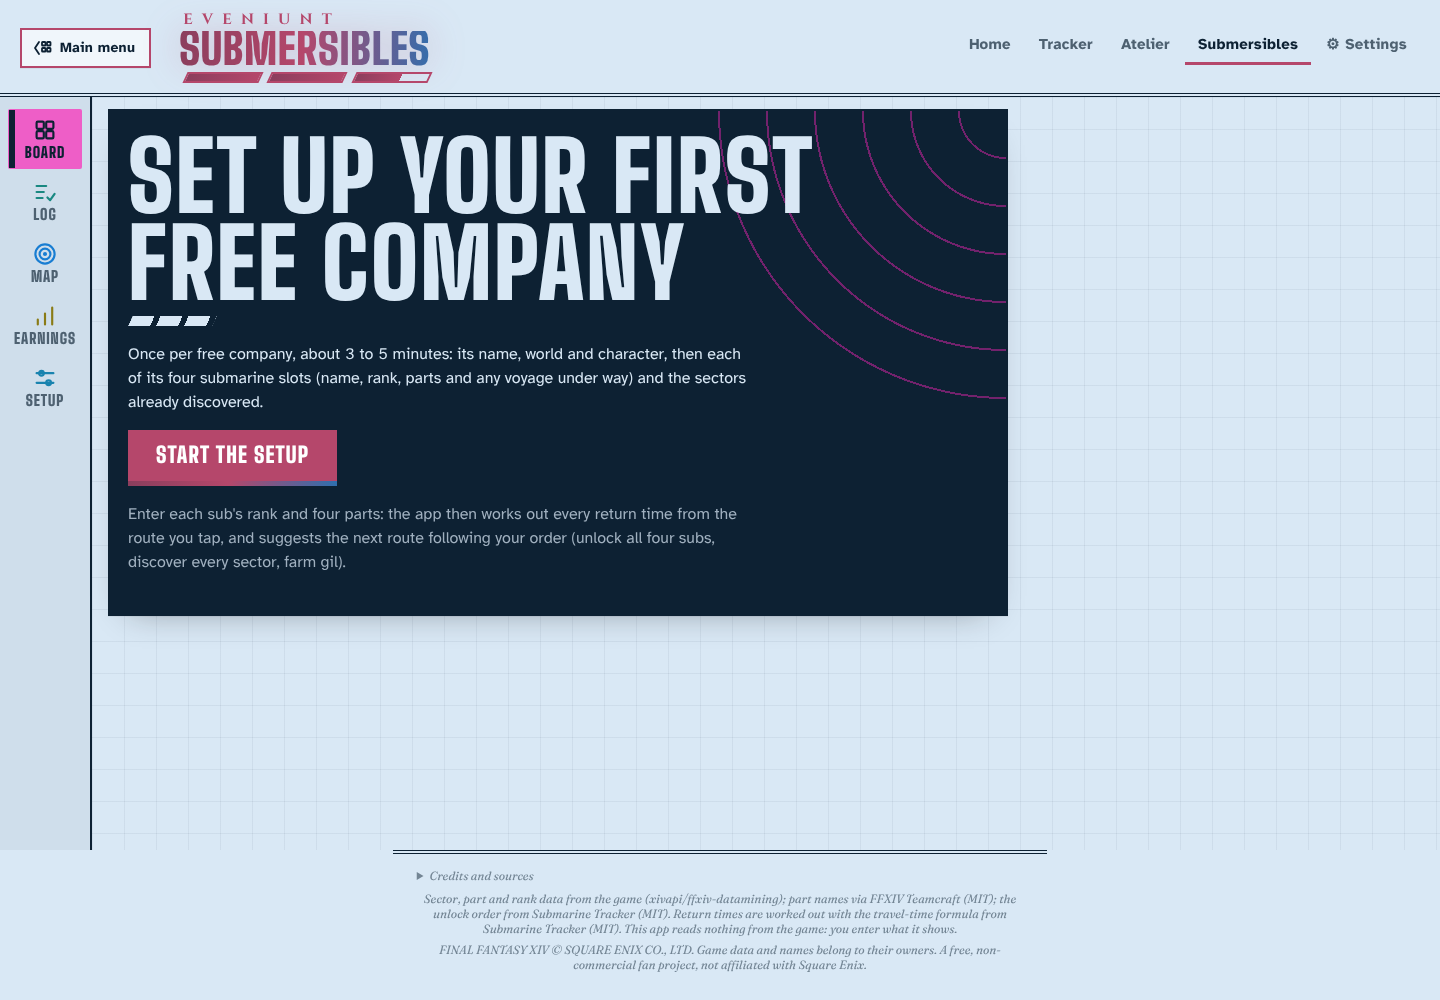 Main menu
EVENIUNT
SUBMERSIBLES
Home
Tracker
Atelier
Submersibles
⚙ Settings
BOARD
LOG
MAP
EARNINGS
SETUP
SET UP YOUR FIRST
FREE COMPANY
Once per free company, about 3 to 5 minutes: its name, world and character, then each
of its four submarine slots (name, rank, parts and any voyage under way) and the sectors
already discovered.
START THE SETUP
Enter each sub's rank and four parts: the app then works out every return time from the
route you tap, and suggests the next route following your order (unlock all four subs,
discover every sector, farm gil).
▶ Credits and sources
Sector, part and rank data from the game (xivapi/ffxiv-datamining); part names via FFXIV Teamcraft (MIT); the
unlock order from Submarine Tracker (MIT). Return times are worked out with the travel-time formula from
Submarine Tracker (MIT). This app reads nothing from the game: you enter what it shows.
FINAL FANTASY XIV © SQUARE ENIX CO., LTD. Game data and names belong to their owners. A free, non-
commercial fan project, not affiliated with Square Enix.